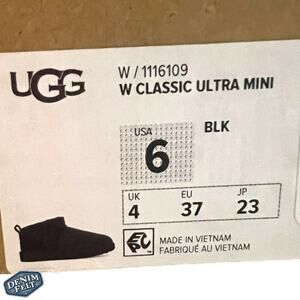 UGG
W / 1116109
W CLASSIC ULTRA MINI
USA
6
BLK
UK EU JP
4 37 23
MADE IN VIETNAM
FABRIQUÉ AU VIETNAM
DENIM
FELT